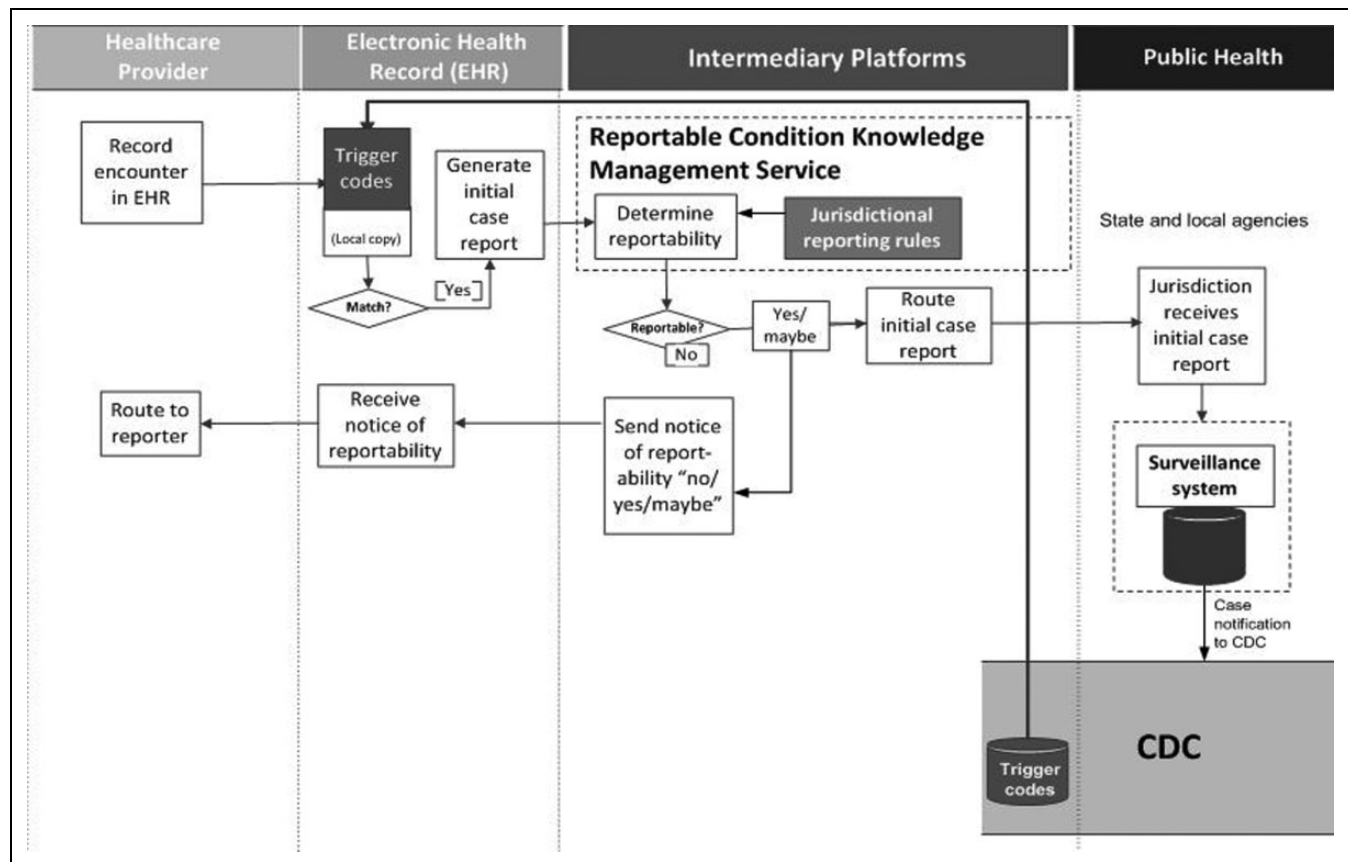 Healthcare
Provider
Electronic Health
Record (EHR)
Intermediary Platforms
Public Health
Record
encounter
in EHR
Trigger
codes
(Local copy)
Match?
[Yes]
Generate
initial
case
report
Reportable Condition Knowledge
Management Service
Determine
reportability
Jurisdictional
reporting rules
Reportable?
[No]
Yes/
maybe
Route
initial case
report
State and local agencies
Jurisdiction
receives
initial case
report
Route to
reporter
Receive
notice of
reportability
Send notice
of report-
ability “no/
yes/maybe”
Surveillance
system
Case
notification
to CDC
CDC
Trigger
codes